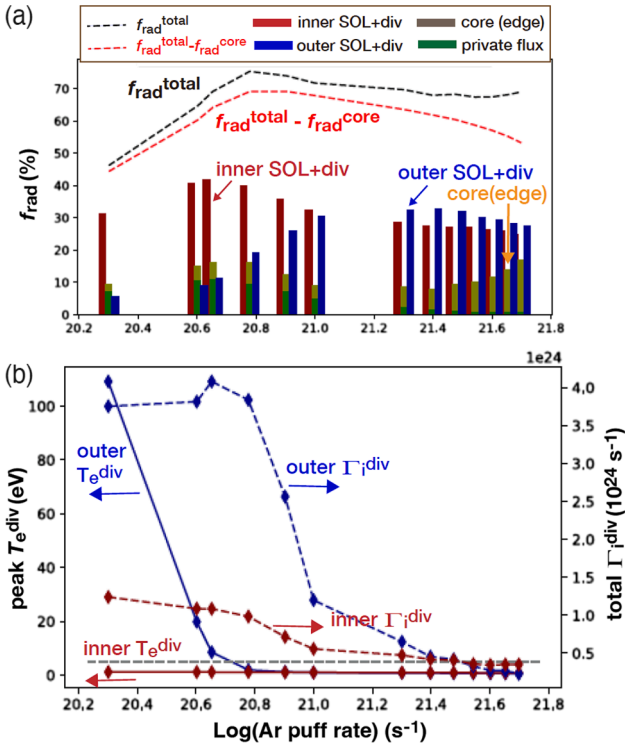 (a)
f_rad^total
inner SOL+div
core (edge)
f_rad^total-f_rad^core
outer SOL+div
private flux
f_rad^total
f_rad^total - f_rad^core
inner SOL+div
outer SOL+div
core(edge)
f_rad (%)
70
60
50
40
30
20
10
0
20.2 20.4 20.6 20.8 21.0 21.2 21.4 21.6 21.8
(b)
1e24
peak T_e^div (eV)
100
80
60
40
20
0
outer
T_e^div
outer Γ_i^div
inner T_e^div
inner Γ_i^div
4,0
3,5
3,0
2,5
2,0
1,5
1,0
0,5
total Γ_i^div (10^24 s^-1)
20,2 20,4 20,6 20,8 21,0 21,2 21,4 21,6 21,8
Log(Ar puff rate) (s^-1)